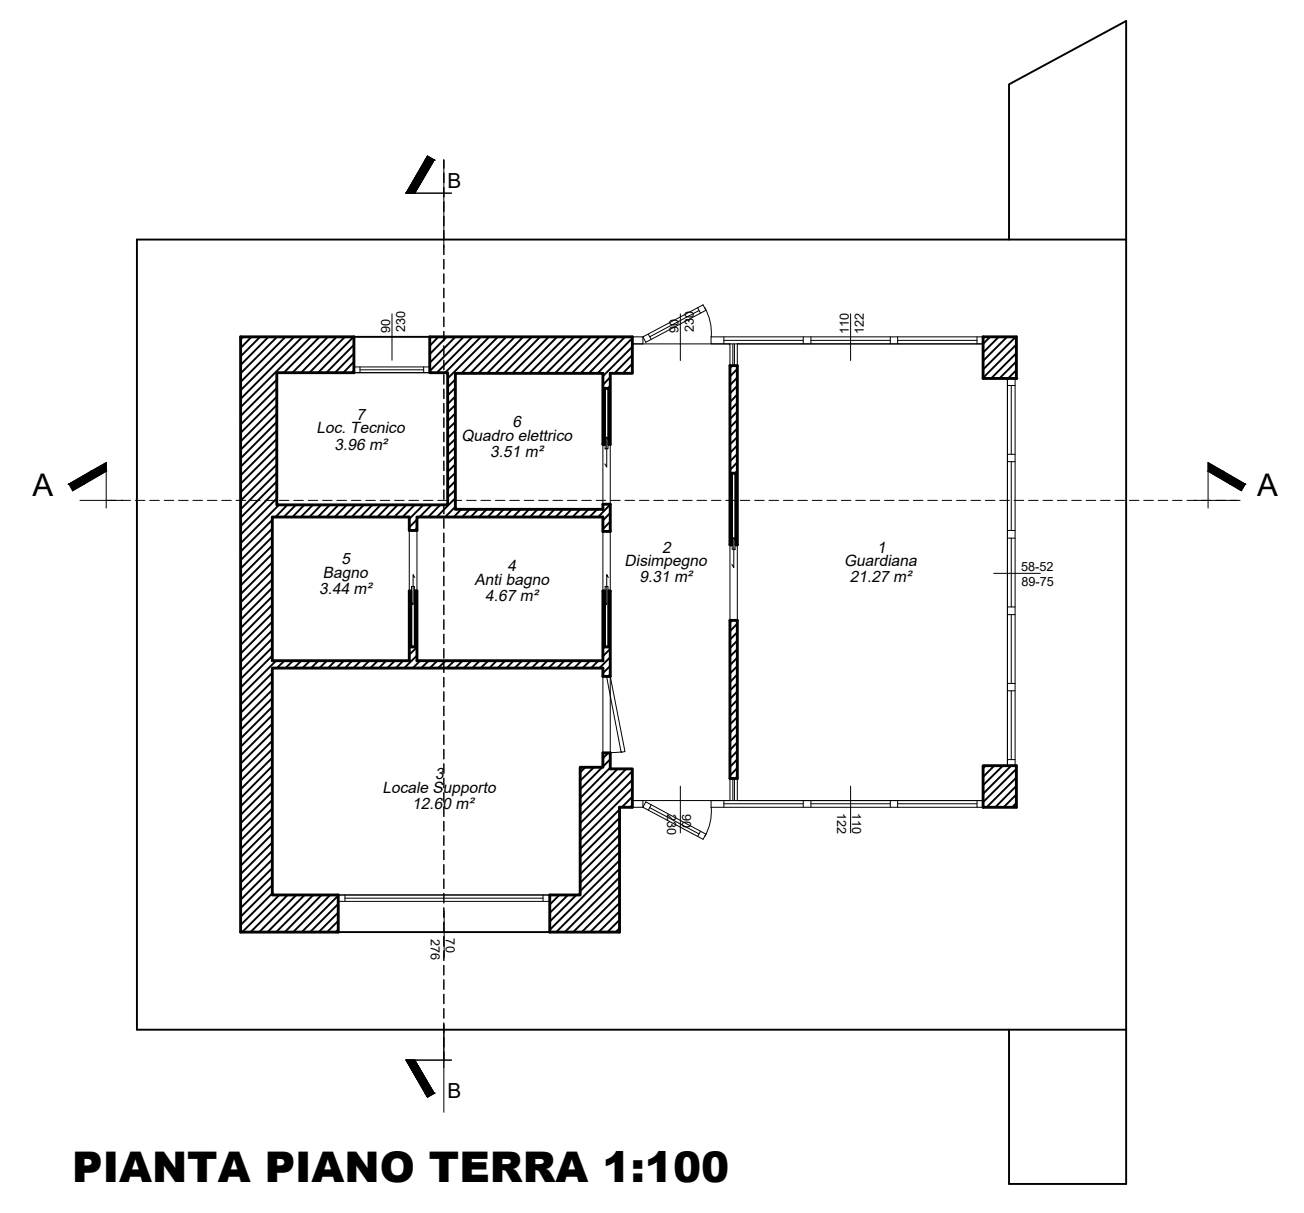 B
90
230
90
230
110
122
7
Loc. Tecnico
3.96 m²
6
Quadro elettrico
3.51 m²
A
A
5
Bagno
3.44 m²
4
Anti bagno
4.67 m²
2
Disimpegno
9.31 m²
1
Guardiana
21.27 m²
58-52
89-75
3
Locale Supporto
12.60 m²
90
230
110
122
70
276
B
PIANTA PIANO TERRA 1:100